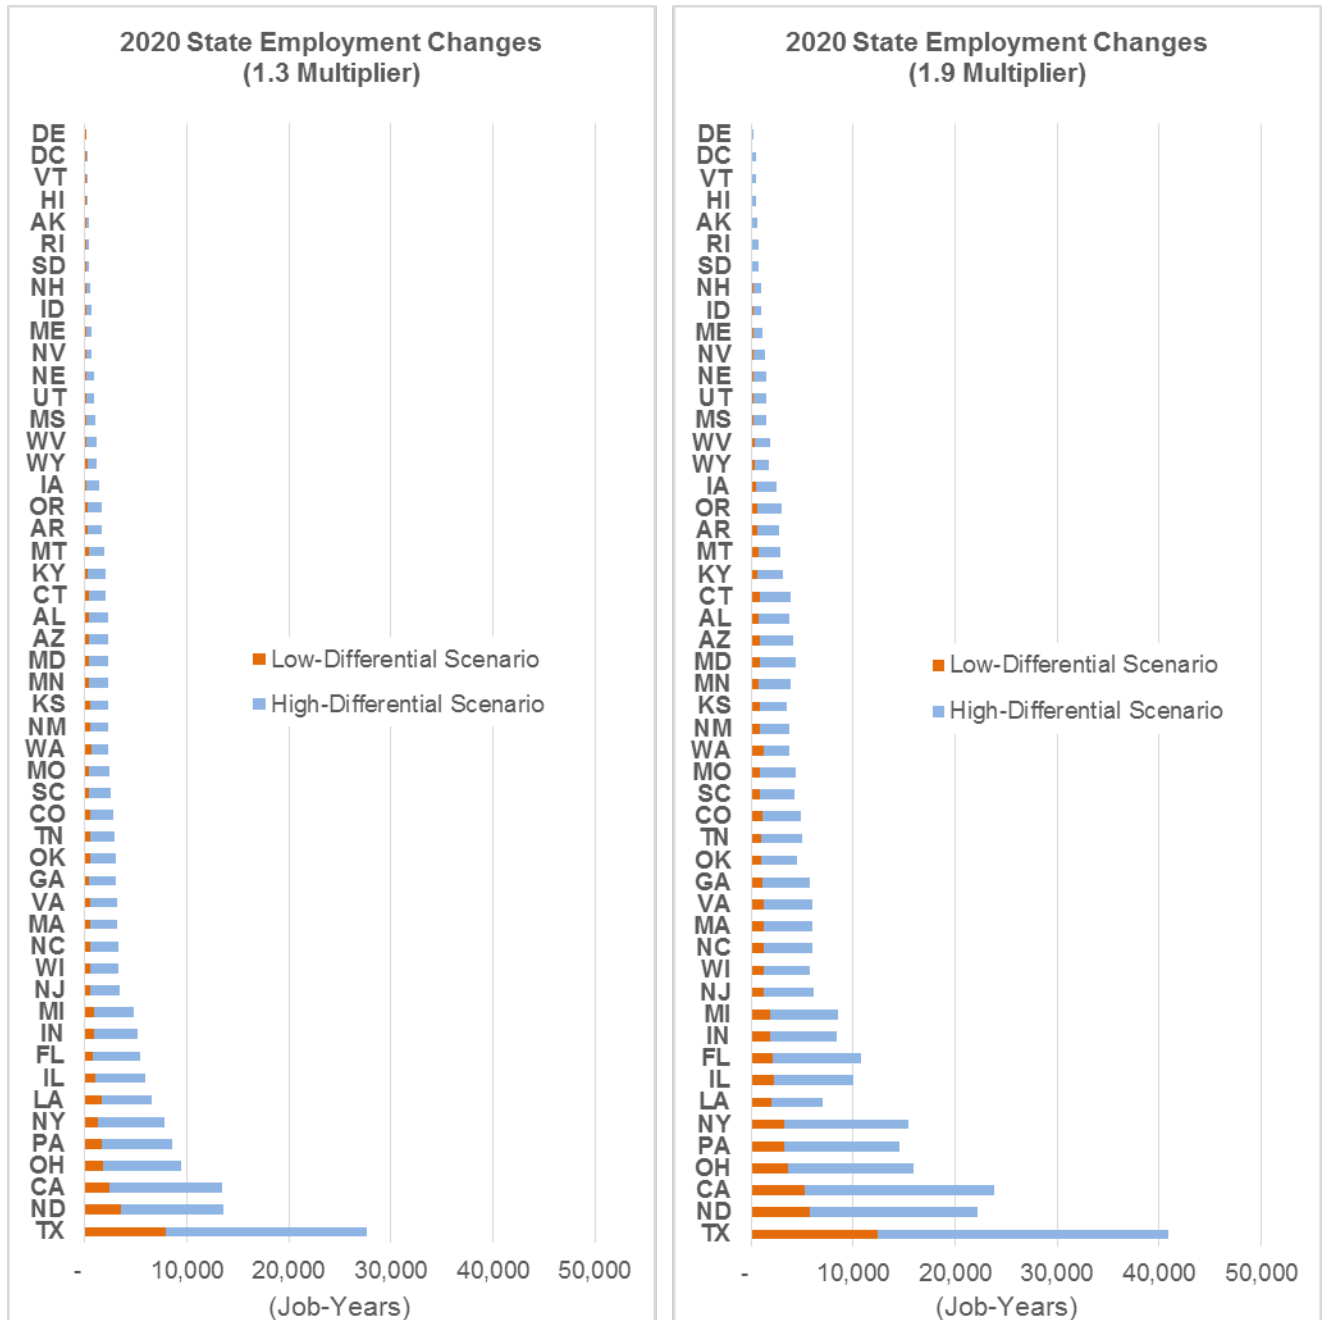 2020 State Employment Changes
(1.3 Multiplier)
DE
DC
VT
HI
AK
RI
SD
NH
ID
ME
NV
NE
UT
MS
WV
WY
IA
OR
AR
MT
KY
CT
AL
AZ
MD
MN
KS
NM
WA
MO
SC
CO
TN
OK
GA
VA
MA
NC
WI
NJ
MI
IN
FL
IL
LA
NY
PA
OH
CA
ND
TX
Low-Differential Scenario
High-Differential Scenario
- 10,000 20,000 30,000 40,000 50,000
(Job-Years)
2020 State Employment Changes
(1.9 Multiplier)
DE
DC
VT
HI
AK
RI
SD
NH
ID
ME
NV
NE
UT
MS
WV
WY
IA
OR
AR
MT
KY
CT
AL
AZ
MD
MN
KS
NM
WA
MO
SC
CO
TN
OK
GA
VA
MA
NC
WI
NJ
MI
IN
FL
IL
LA
NY
PA
OH
CA
ND
TX
Low-Differential Scenario
High-Differential Scenario
- 10,000 20,000 30,000 40,000 50,000
(Job-Years)